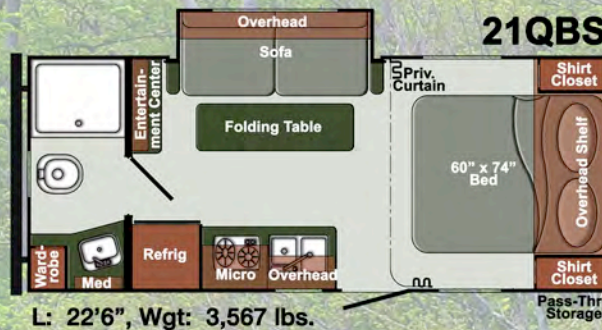 21QBS
Overhead
Sofa
Entertain-
ment Center
Priv.
Curtain
Shirt
Closet
Folding Table
60" x 74"
Bed
Overhead Shelf
Ward-
robe
Med
Refrig
Micro
Overhead
Shirt
Closet
L: 22'6", Wgt: 3,567 lbs.
Pass-Thr
Storage